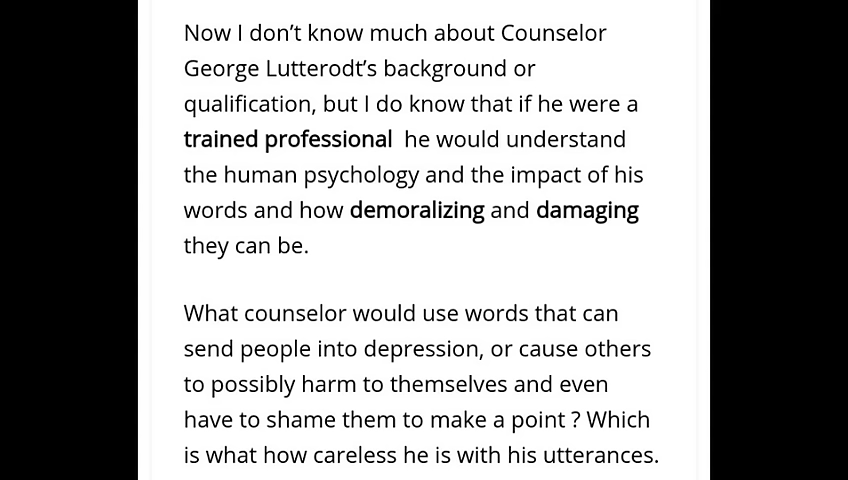 Now I don’t know much about Counselor
George Lutterodt’s background or
qualification, but I do know that if he were a
trained professional he would understand
the human psychology and the impact of his
words and how demoralizing and damaging
they can be.
What counselor would use words that can
send people into depression, or cause others
to possibly harm to themselves and even
have to shame them to make a point ? Which
is what how careless he is with his utterances.